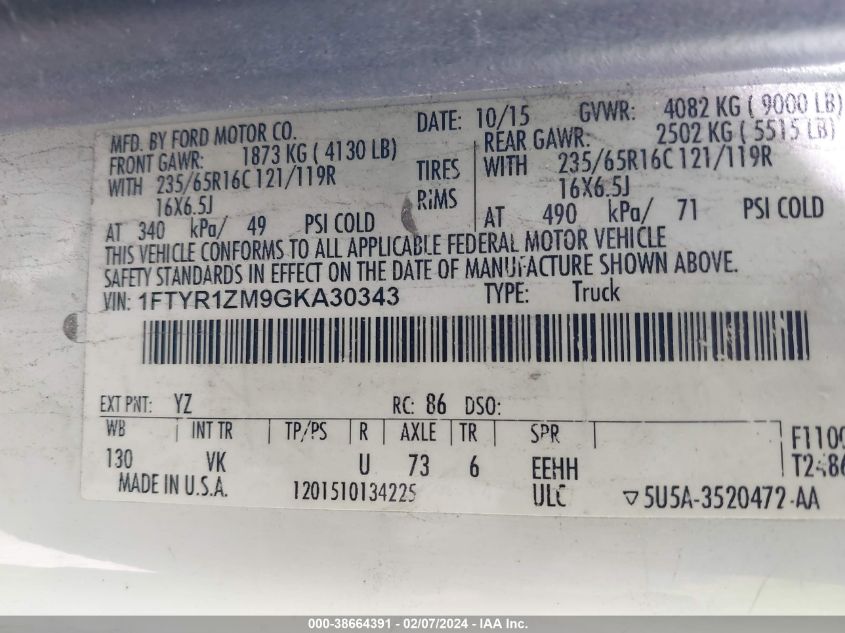 MFD. BY FORD MOTOR CO. DATE: 10/15 GVWR: 4082 KG ( 9000 LB)
FRONT GAWR: 1873 KG ( 4130 LB) REAR GAWR: 2502 KG ( 5515 LB)
WITH 235/65R16C 121/119R TIRES WITH 235/65R16C 121/119R
16X6.5J RIMS 16X6.5J
AT 340 kPa/ 49 PSI COLD AT 490 kPa/ 71 PSI COLD
THIS VEHICLE CONFORMS TO ALL APPLICABLE FEDERAL MOTOR VEHICLE
SAFETY STANDARDS IN EFFECT ON THE DATE OF MANUFACTURE SHOWN ABOVE.
VIN: 1FTYR1ZM9GKA30343 TYPE: Truck
EXT PNT: YZ RC: 86 DSO:
WB INT TR TP/PS R AXLE TR SPR F1100
130 VK U 73 6 EEHH
MADE IN U.S.A. 1201510134225 ULC ▽5U5A-3520472-AA
000-38664391 - 02/07/2024 - IAA Inc.